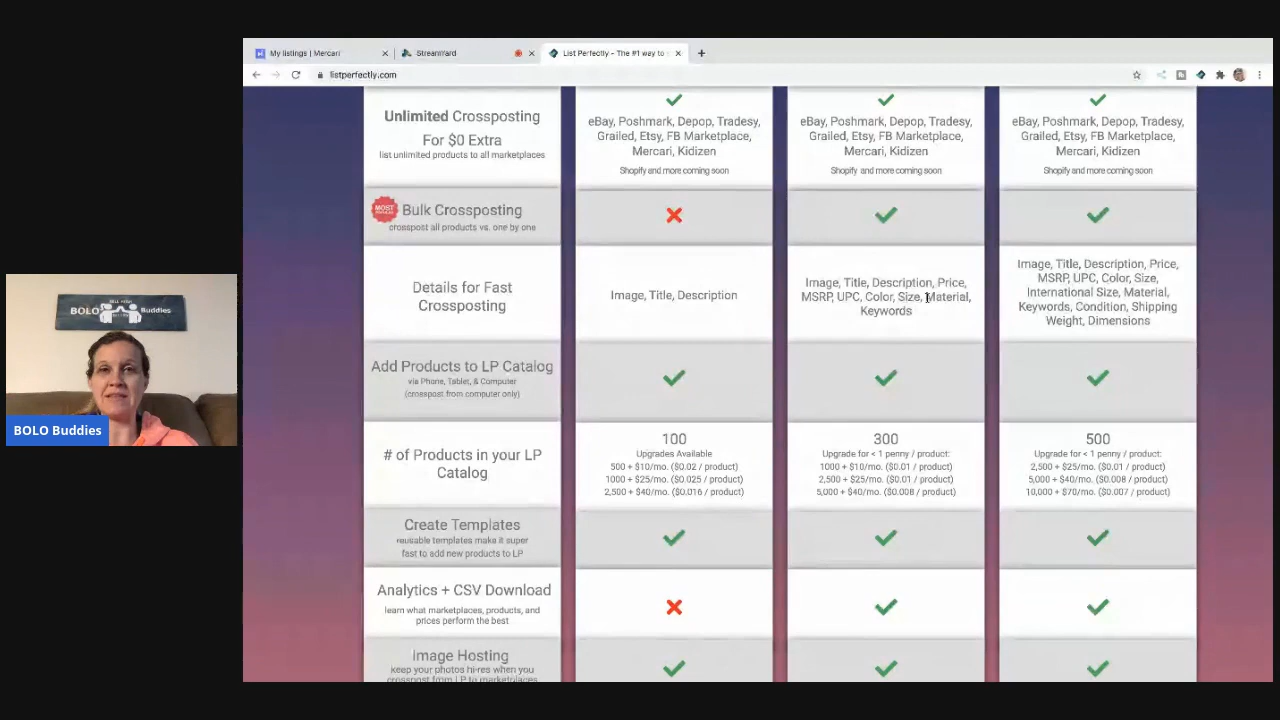 My listings | Mercari
StreamYard
List Perfectly - The #1 way to
listperfectly.com
Unlimited Crossposting
For $0 Extra
list unlimited products to all marketplaces
eBay, Poshmark, Depop, Tradesy,
Grailed, Etsy, FB Marketplace,
Mercari, Kidizen
Shopify and more coming soon
eBay, Poshmark, Depop, Tradesy,
Grailed, Etsy, FB Marketplace,
Mercari, Kidizen
Shopify and more coming soon
eBay, Poshmark, Depop, Tradesy,
Grailed, Etsy, FB Marketplace,
Mercari, Kidizen
Shopify and more coming soon
MOST
Bulk Crossposting
crosspost all products vs. one by one
Details for Fast
Crossposting
Image, Title, Description
Image, Title, Description, Price,
MSRP, UPC, Color, Size, Material,
Keywords
Image, Title, Description, Price,
MSRP, UPC, Color, Size,
International Size, Material,
Keywords, Condition, Shipping
Weight, Dimensions
Add Products to LP Catalog
via Phone, Tablet, & Computer
(crosspost from computer only)
# of Products in your LP
Catalog
100
Upgrades Available
500 + $10/mo. ($0.02 / product)
1000 + $25/mo. ($0.025 / product)
2,500 + $40/mo. ($0.016 / product)
300
Upgrade for < 1 penny / product:
1000 + $10/mo. ($0.01 / product)
2,500 + $25/mo. ($0.01 / product)
5,000 + $40/mo. ($0.008 / product)
500
Upgrade for < 1 penny / product:
2,500 + $25/mo. ($0.01 / product)
5,000 + $40/mo. ($0.008 / product)
10,000 + $70/mo. ($0.007 / product)
Create Templates
reusable templates make it super
fast to add new products to LP
Analytics + CSV Download
learn what marketplaces, products, and
prices perform the best
Image Hosting
keep your photos hi-res when you
crosspost from LP to marketplaces
BOLO Buddies
BOLO Buddies